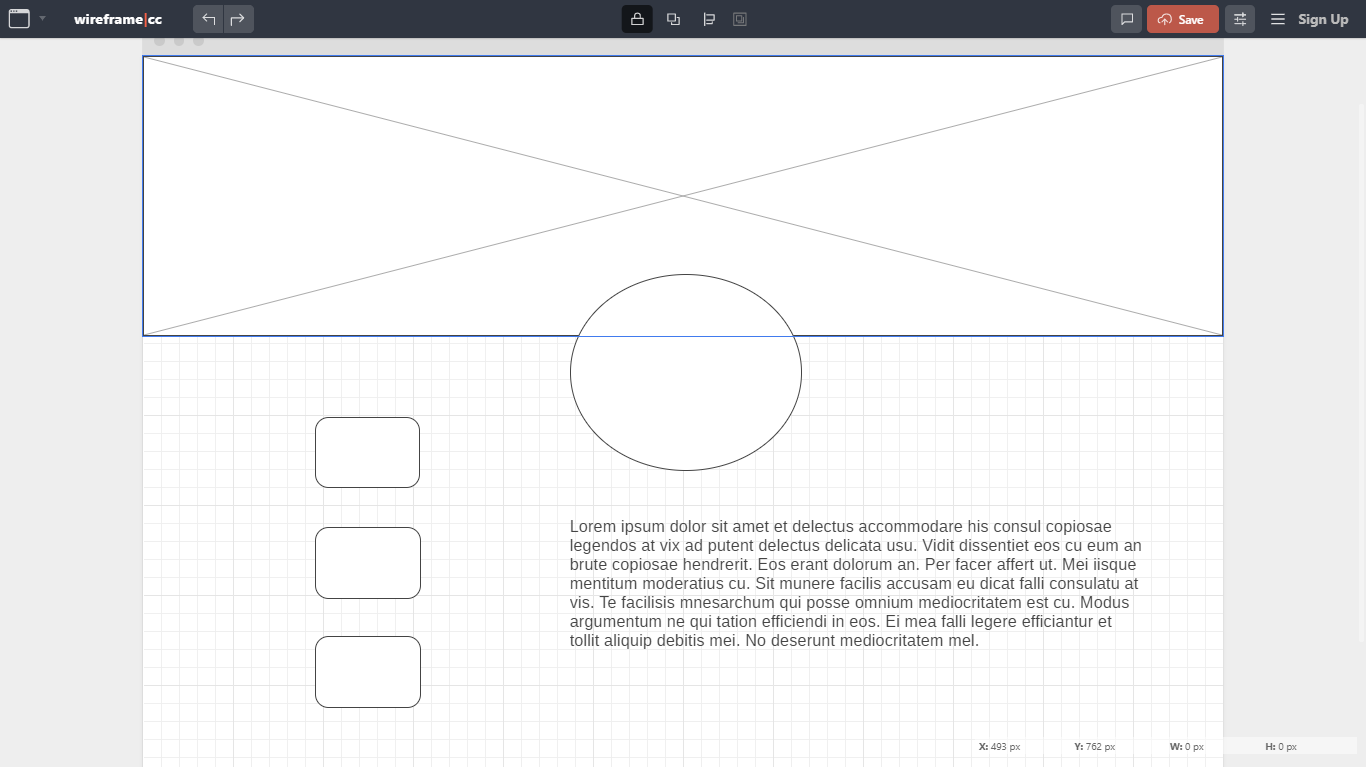 wireframe|cc
Save
Sign Up
Lorem ipsum dolor sit amet et delectus accommodare his consul copiosae
legendos at vix ad putent delectus delicata usu. Vidit dissentiet eos cu eum an
brute copiosae hendrerit. Eos erant dolorum an. Per facer affert ut. Mei iisque
mentitum moderatius cu. Sit munere facilis accusam eu dicat falli consulatu at
vis. Te facilisis mnesarchum qui posse omnium mediocritatem est cu. Modus
argumentum ne qui tation efficiendi in eos. Ei mea falli legere efficiantur et
tollit aliquip debitis mei. No deserunt mediocritatem mel.
X: 493 px Y: 762 px W: 0 px H: 0 px